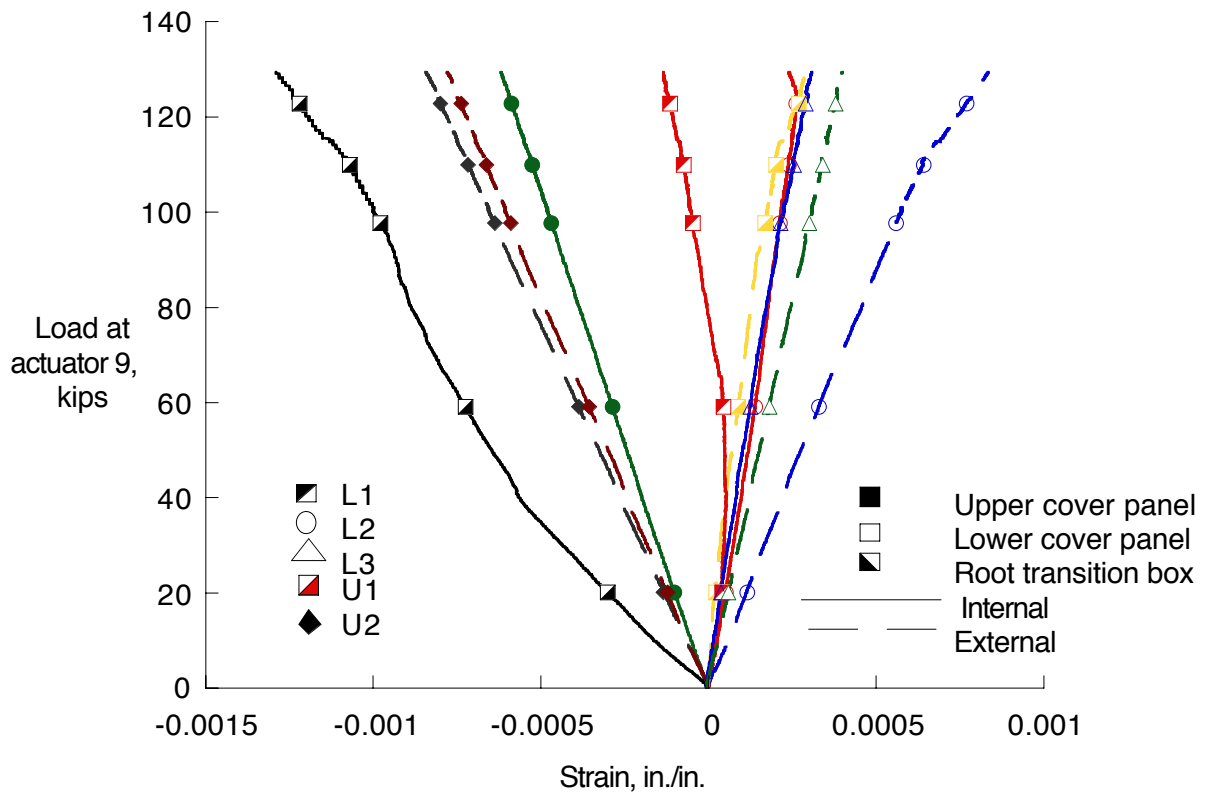 140
120
100
80
60
40
20
0
Load at
actuator 9,
kips
L1
L2
L3
U1
U2
Upper cover panel
Lower cover panel
Root transition box
Internal
External
-0.0015
-0.001
-0.0005
0
0.0005
0.001
Strain, in./in.